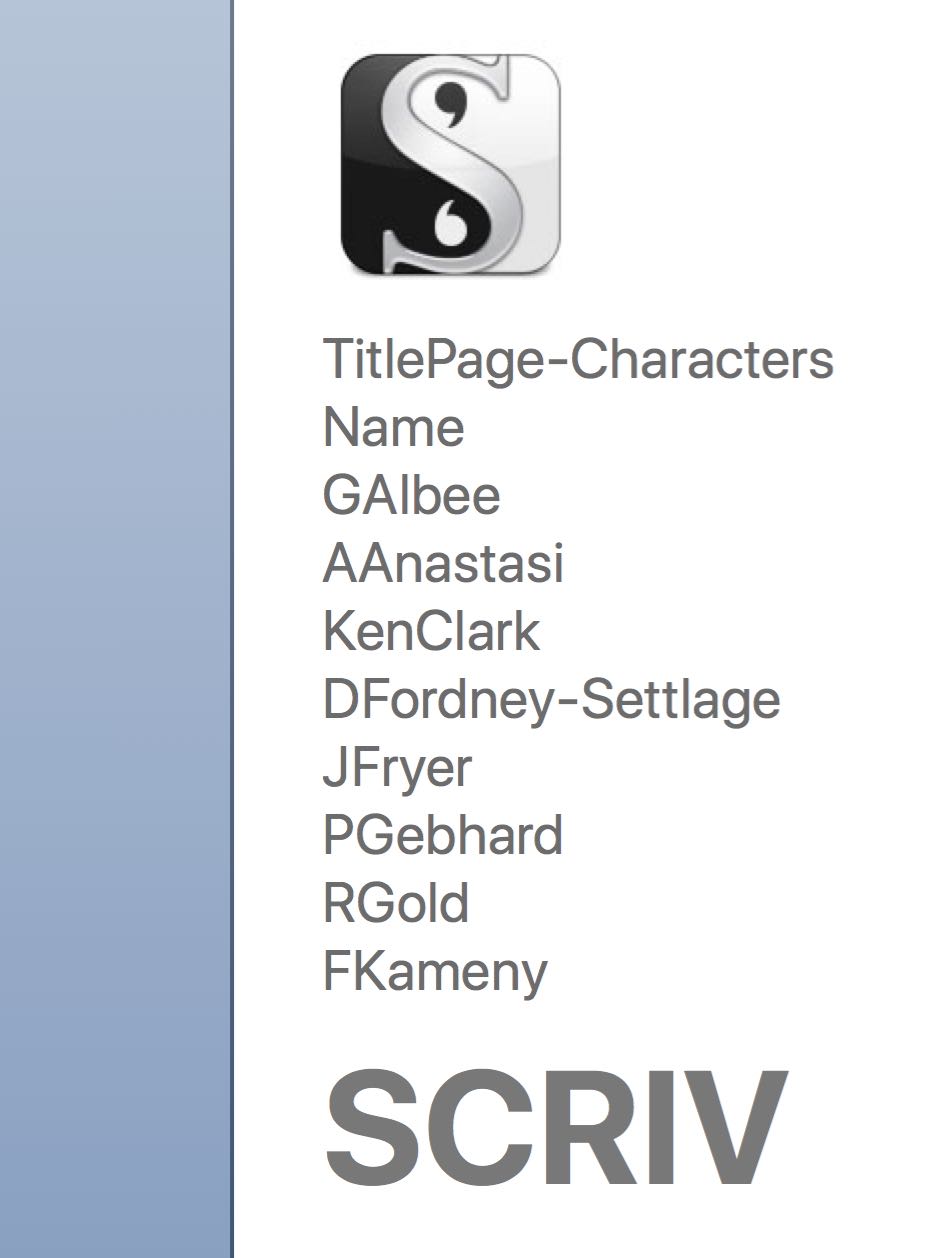 TitlePage-Characters
Name
GAlbee
AAnastasi
KenClark
DFordney-Settlage
JFryer
PGebhard
RGold
FKameny
SCRIV